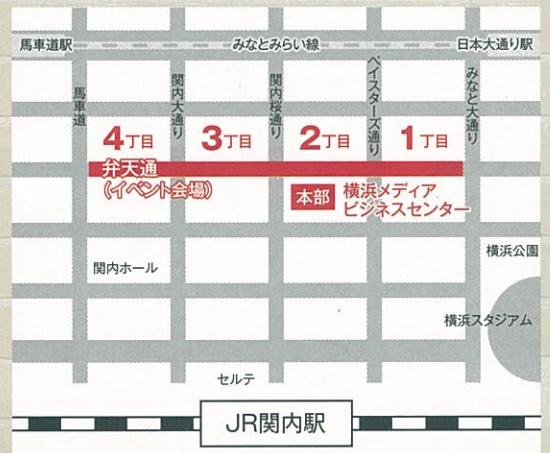 馬車道駅
みなとみらい線
日本大通り駅
馬車道
関内大通り
関内桜通り
ベイスターズ通り
みなと大通り
4丁目
3丁目
2丁目
1丁目
弁天通
（イベント会場）
本部
横浜メディア
ビジネスセンター
関内ホール
横浜公園
横浜スタジアム
セルテ
JR関内駅